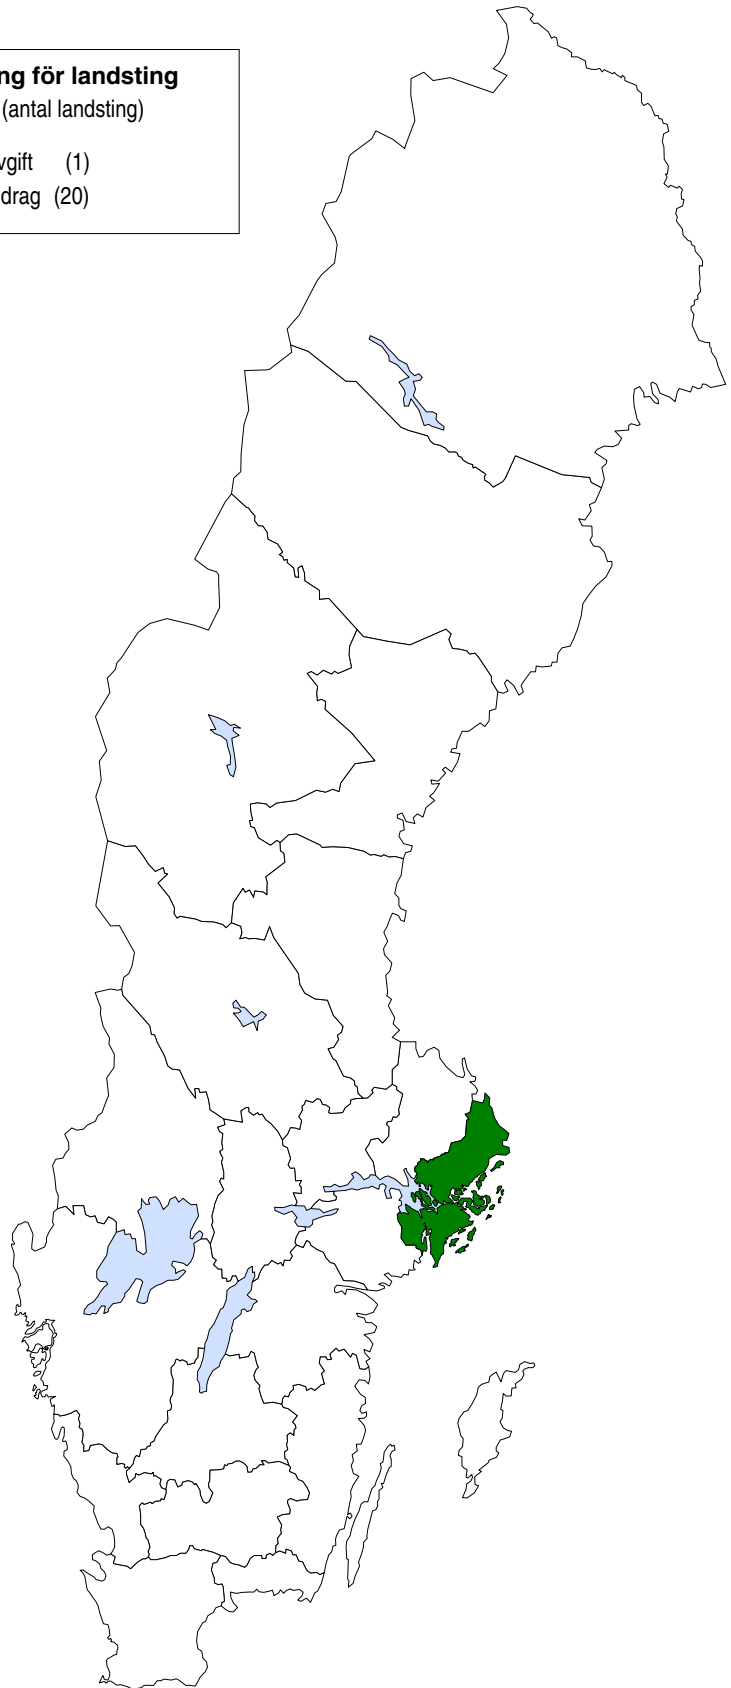 ng för landsting
(antal landsting)
vgift (1)
drag (20)